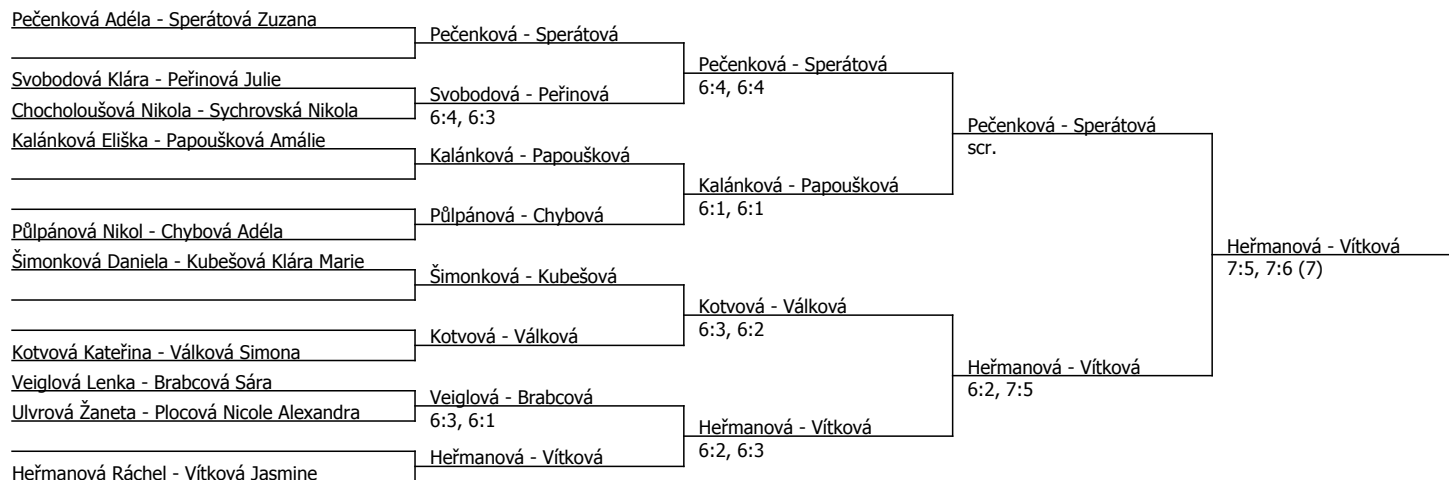 Pečenková Adéla - Sperátová Zuzana
Pečenková - Sperátová
Pečenková - Sperátová
6:4, 6:4
Svobodová Klára - Peřinová Julie
Svobodová - Peřinová
6:4, 6:3
Chocholoušová Nikola - Sychrovská Nikola
Pečenková - Sperátová
scr.
Kalánková Eliška - Papoušková Amálie
Kalánková - Papoušková
Kalánková - Papoušková
6:1, 6:1
Půlpánová - Chybová
Půlpánová Nikol - Chybová Adéla
Heřmanová - Vítková
7:5, 7:6 (7)
Šimonková Daniela - Kubešová Klára Marie
Šimonková - Kubešová
Kotvová - Válková
6:3, 6:2
Kotvová - Válková
Kotvová Kateřina - Válková Simona
Heřmanová - Vítková
6:2, 7:5
Veiglová Lenka - Brabcová Sára
Veiglová - Brabcová
6:3, 6:1
Ulvrová Žaneta - Plocová Nicole Alexandra
Heřmanová - Vítková
6:2, 6:3
Heřmanová - Vítková
Heřmanová Ráchel - Vítková Jasmine